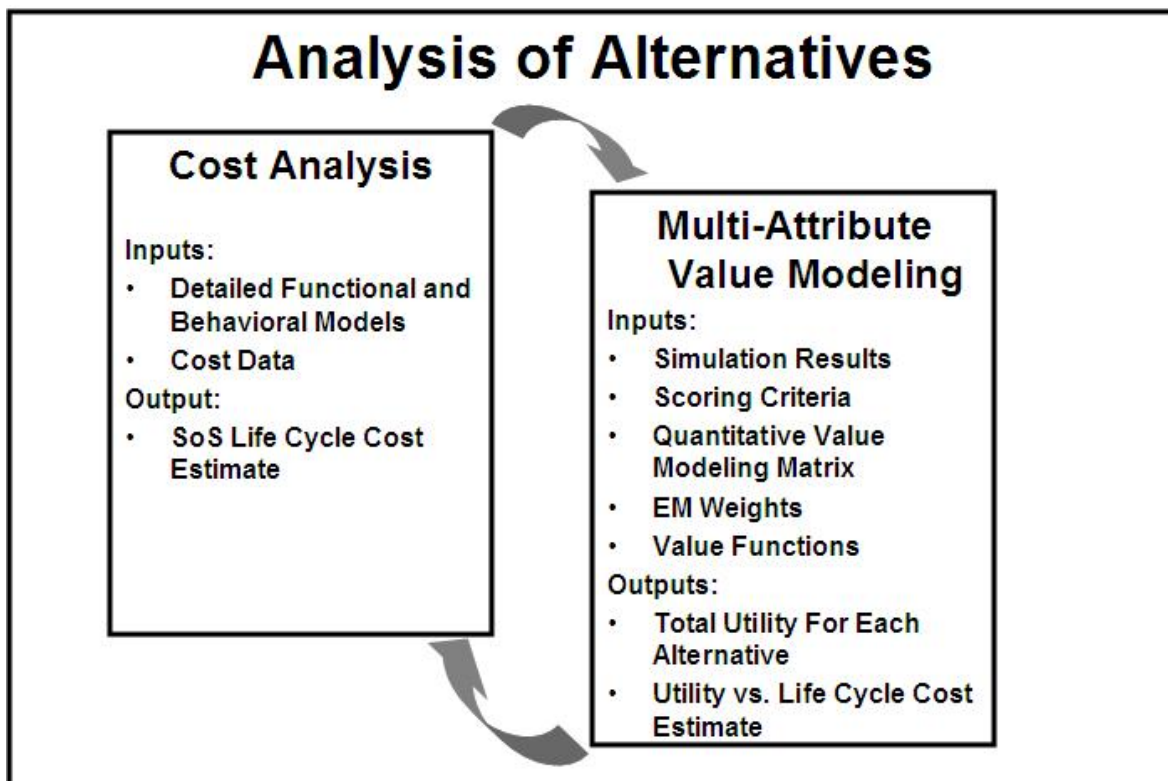 Analysis of Alternatives
Cost Analysis
Inputs:
• Detailed Functional and
Behavioral Models
• Cost Data
Output:
• SoS Life Cycle Cost
Estimate
Multi-Attribute
Value Modeling
Inputs:
• Simulation Results
• Scoring Criteria
• Quantitative Value
Modeling Matrix
• EM Weights
• Value Functions
Outputs:
• Total Utility For Each
Alternative
• Utility vs. Life Cycle Cost
Estimate